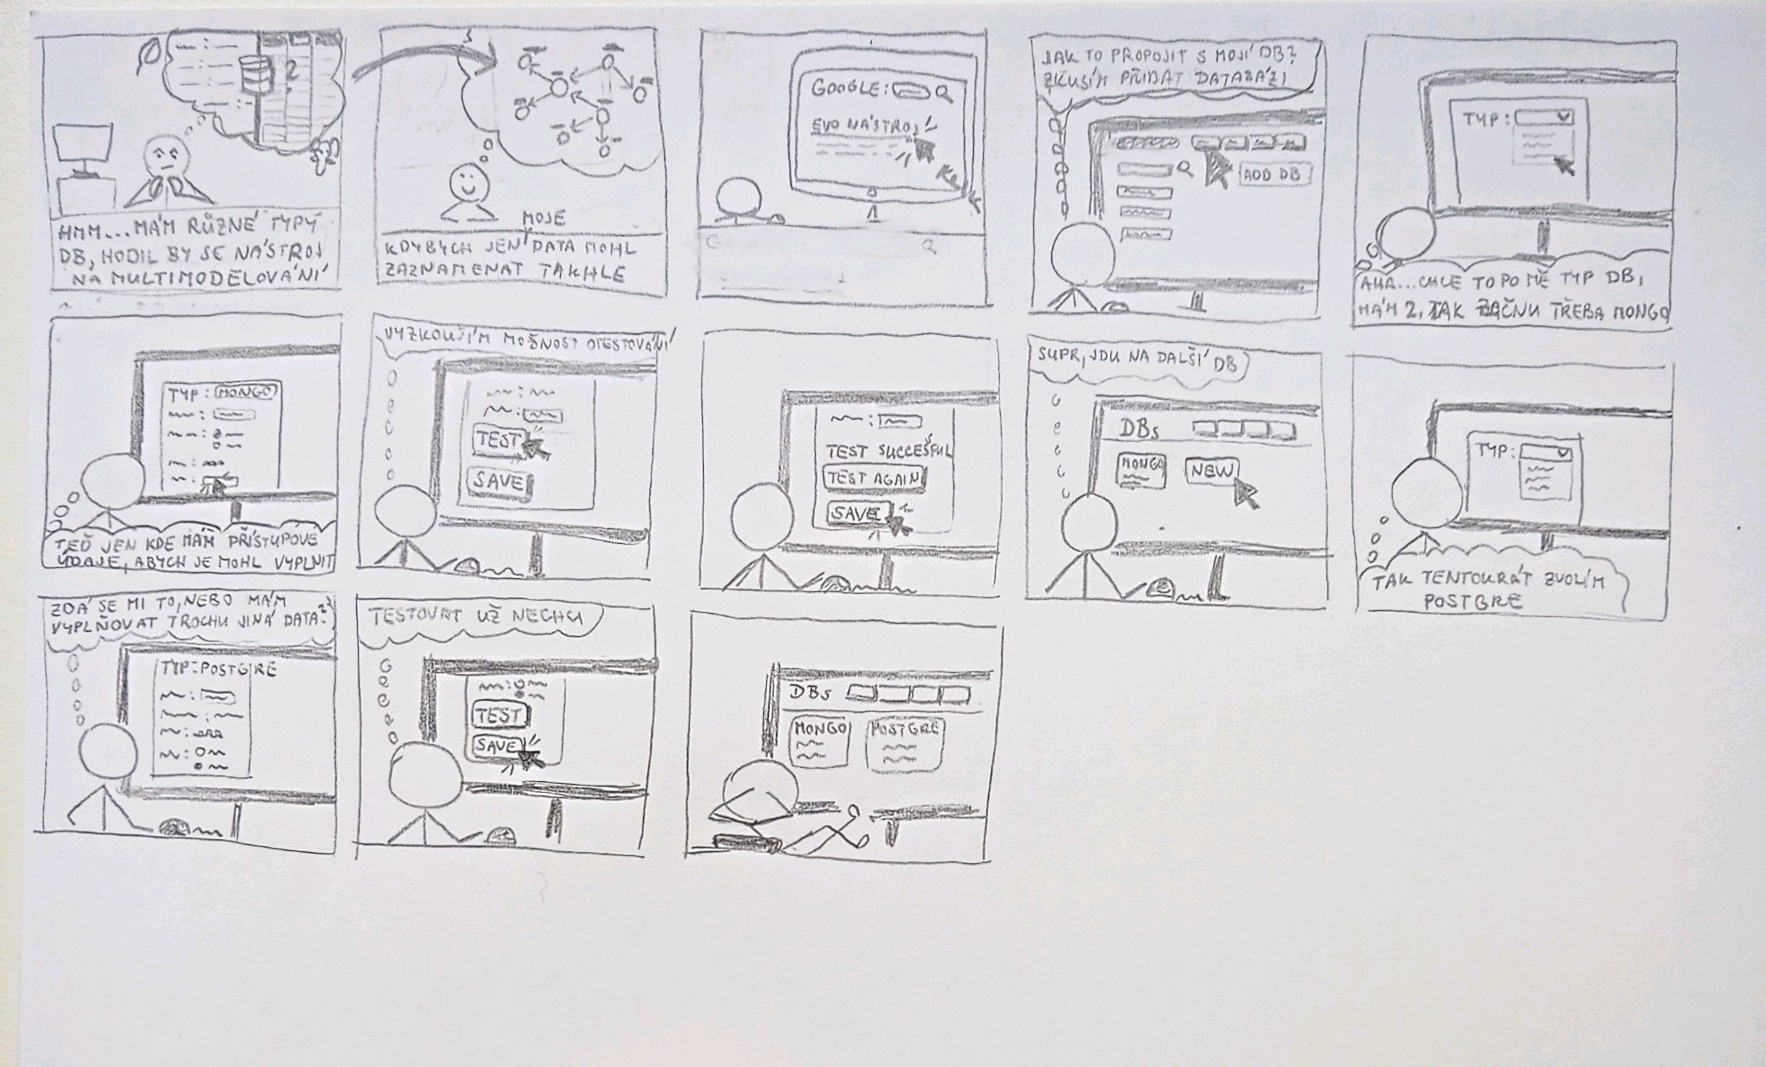 HMM... MÁM RŮZNÉ TYPY
DB, HODIL BY SE NÁSTROJ
NA MULTIMODELOVÁNÍ
MOJE
KDYBYCH JEN DATA MOHL
ZAZNAMENAT TAKHLE
GOOGLE:
EVO NÁSTROJ
JAK TO PROPOJIT S MOJÍ DB?
ZKUSÍM PŘIDAT DATABÁZI
ADD DB
TYP:
AHA...CHCE TO PO MĚ TYP DB,
MÁM 2, TAK ZAČNU TŘEBA MONGO
TYP: MONGO
TEĎ JEN KDE MÁM PŘÍSTUPOVÉ
ÚDAJE, ABYCH JE MOHL VYPLNIT
VYZKOUŠÍM MOŽNOST OTESTOVÁNÍ
TEST
SAVE
TEST SUCCESFUL
TEST AGAIN
SAVE
SUPR, JDU NA DALŠÍ DB
DBs
MONGO
NEW
TYP:
TAK TENTOKRÁT ZVOLÍM
POSTGRE
ZDÁ SE MI TO, NEBO MÁM
VYPLŇOVAT TROCHU JINÁ DATA?
TYP: POSTGRE
TESTOVAT UŽ NECHCI
TEST
SAVE
DBs
MONGO POSTGRE